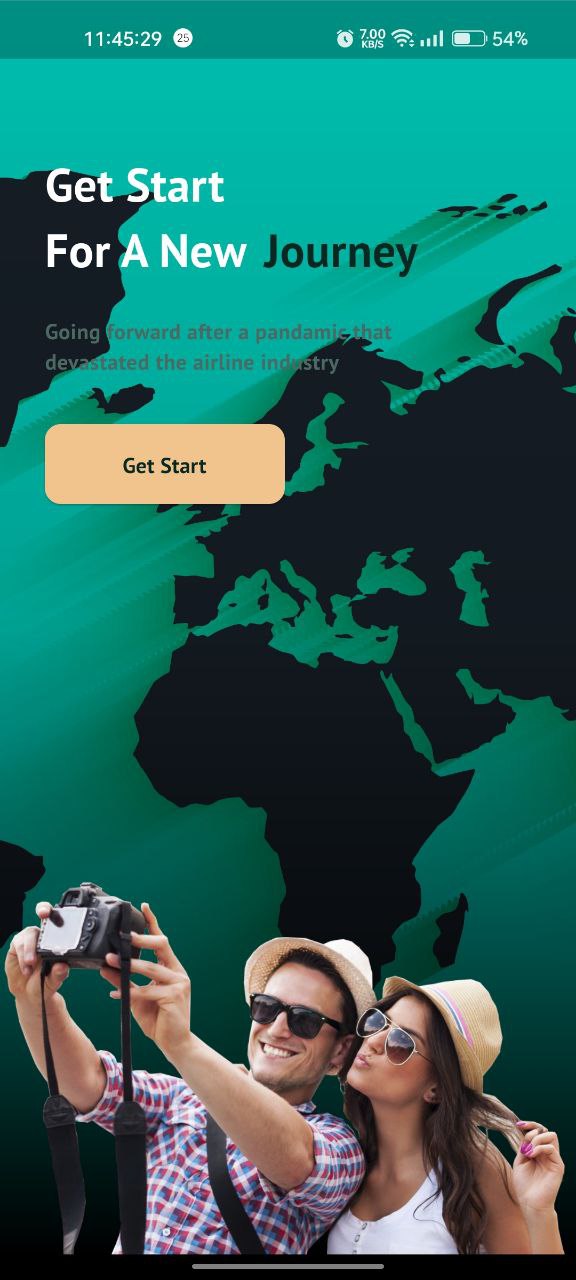 11:45:29 25 7.00 KB/S 54%
Get Start
For A New Journey
Going forward after a pandamic that
devastated the airline industry
Get Start